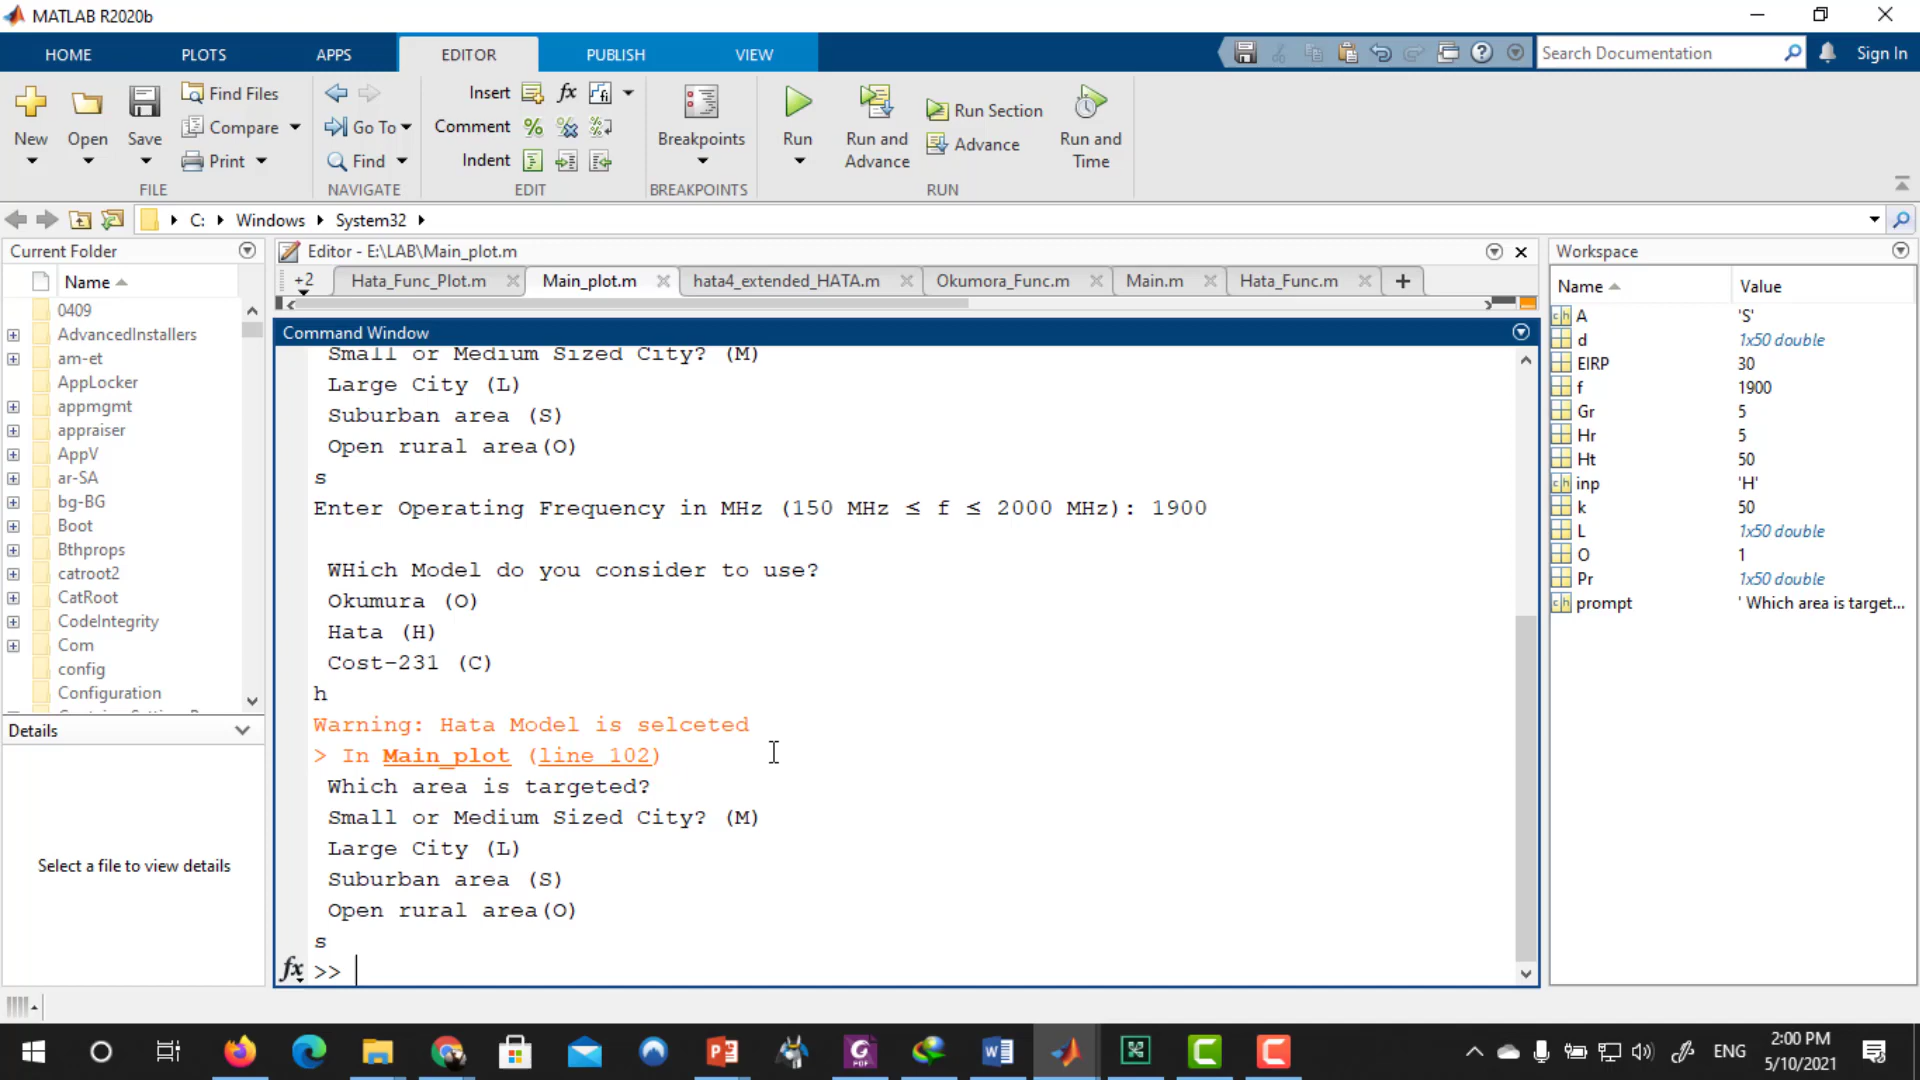 MATLAB R2020b
HOME PLOTS APPS EDITOR PUBLISH VIEW
Search Documentation
Sign In
New Open Save
Find Files
Compare
Print
FILE
Go To
Find
NAVIGATE
Insert fx
Comment
Indent
EDIT
Breakpoints
BREAKPOINTS
Run
Run and Advance
Run Section
Advance
Run and Time
RUN
C: Windows System32
Current Folder
Name
0409
AdvancedInstallers
am-et
AppLocker
appmgmt
appraiser
AppV
ar-SA
bg-BG
Boot
Bthprops
catroot2
CatRoot
CodeIntegrity
Com
config
Configuration
Details
Select a file to view details
Editor - E:\LAB\Main_plot.m
+2 Hata_Func_Plot.m Main_plot.m hata4_extended_HATA.m Okumora_Func.m Main.m Hata_Func.m
Command Window
Small or Medium Sized City? (M)
Large City (L)
Suburban area (S)
Open rural area(O)
s
Enter Operating Frequency in MHz (150 MHz ≤ f ≤ 2000 MHz): 1900
WHich Model do you consider to use?
Okumura (O)
Hata (H)
Cost-231 (C)
h
Warning: Hata Model is selceted
> In Main_plot (line 102)
Which area is targeted?
Small or Medium Sized City? (M)
Large City (L)
Suburban area (S)
Open rural area(O)
s
fx >>
Workspace
Name Value
A 'S'
d 1x50 double
EIRP 30
f 1900
Gr 5
Hr 5
Ht 50
inp 'H'
k 50
L 1x50 double
O 1
Pr 1x50 double
prompt ' Which area is target...
ENG
2:00 PM
5/10/2021